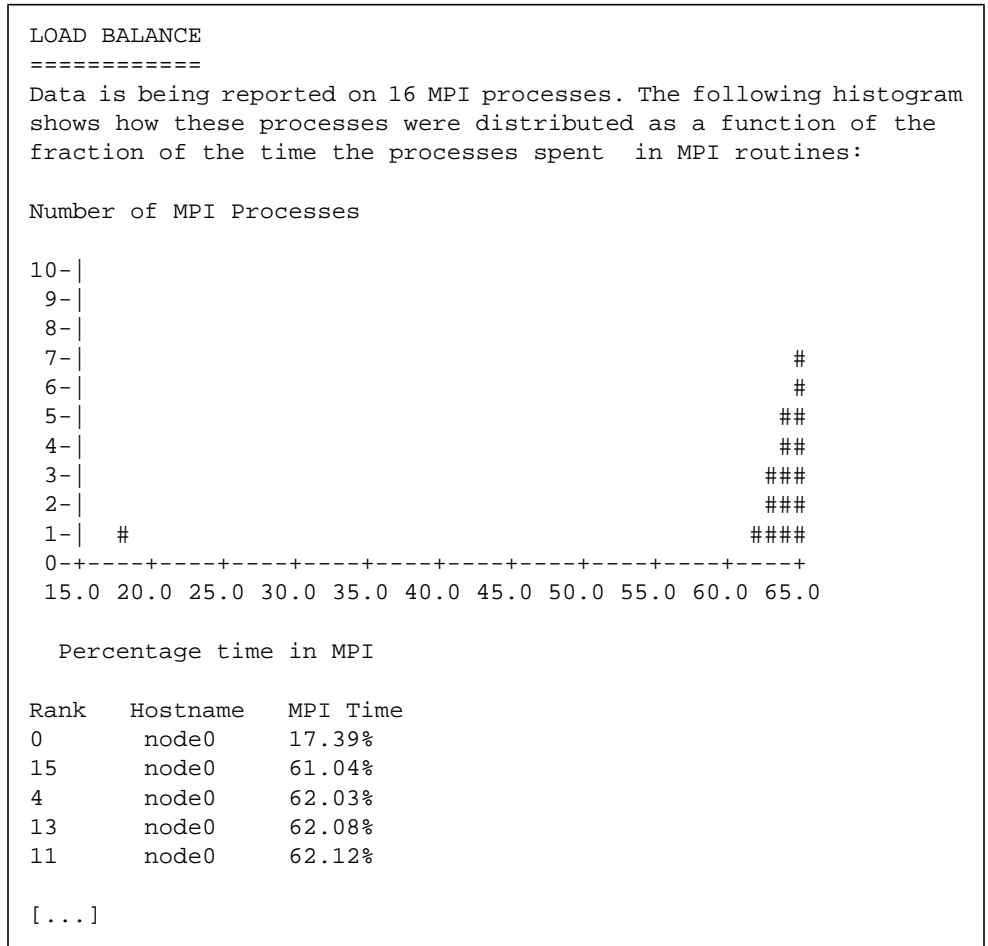 LOAD BALANCE
============
Data is being reported on 16 MPI processes. The following histogram
shows how these processes were distributed as a function of the
fraction of the time the processes spent  in MPI routines:

Number of MPI Processes

10-|
 9-|
 8-|
 7-|                                                 #
 6-|                                                 #
 5-|                                                ##
 4-|                                                ##
 3-|                                               ###
 2-|                                               ###
 1-|  #                                           ####
 0-+----+----+----+----+----+----+----+----+----+----+
 15.0 20.0 25.0 30.0 35.0 40.0 45.0 50.0 55.0 60.0 65.0

  Percentage time in MPI

Rank   Hostname   MPI Time
0       node0     17.39%
15      node0     61.04%
4       node0     62.03%
13      node0     62.08%
11      node0     62.12%

[...]